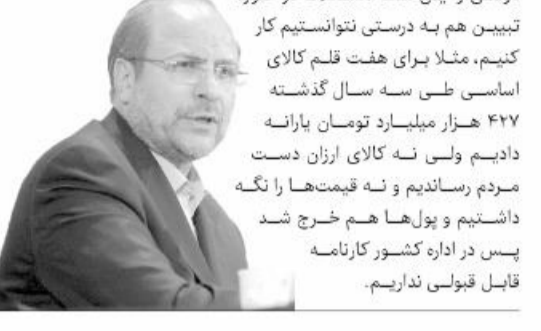 تبیین هم به درستی نتوانستیم کار
کنیم، مثلا برای هفت قلم کالای
اساسی طی سه سال گذشته
۴۲۷ هزار میلیارد تومان یارانه
دادیم ولی نه کالای ارزان دست
مردم رساندیم و نه قیمت‌ها را نگه
داشتیم و پول‌ها هم خرج شد
پس در اداره کشور کارنامه
قابل قبولی نداریم.